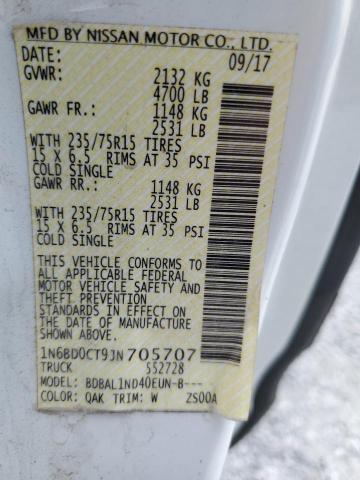 MFD BY NISSAN MOTOR CO., LTD.
DATE: 09/17
GVWR: 2132 KG
4700 LB
GAWR FR.: 1148 KG
2531 LB
WITH 235/75R15 TIRES
15 X 6.5 RIMS AT 35 PSI
COLD SINGLE
GAWR RR.: 1148 KG
2531 LB
WITH 235/75R15 TIRES
15 X 6.5 RIMS AT 35 PSI
COLD SINGLE
THIS VEHICLE CONFORMS TO
ALL APPLICABLE FEDERAL
MOTOR VEHICLE SAFETY AND
THEFT PREVENTION
STANDARDS IN EFFECT ON
THE DATE OF MANUFACTURE
SHOWN ABOVE.
1N6BD0CT9JN705707
TRUCK 552728
MODEL: BDBAL1ND40EUN-B---
COLOR: QAK TRIM: W ZS00A